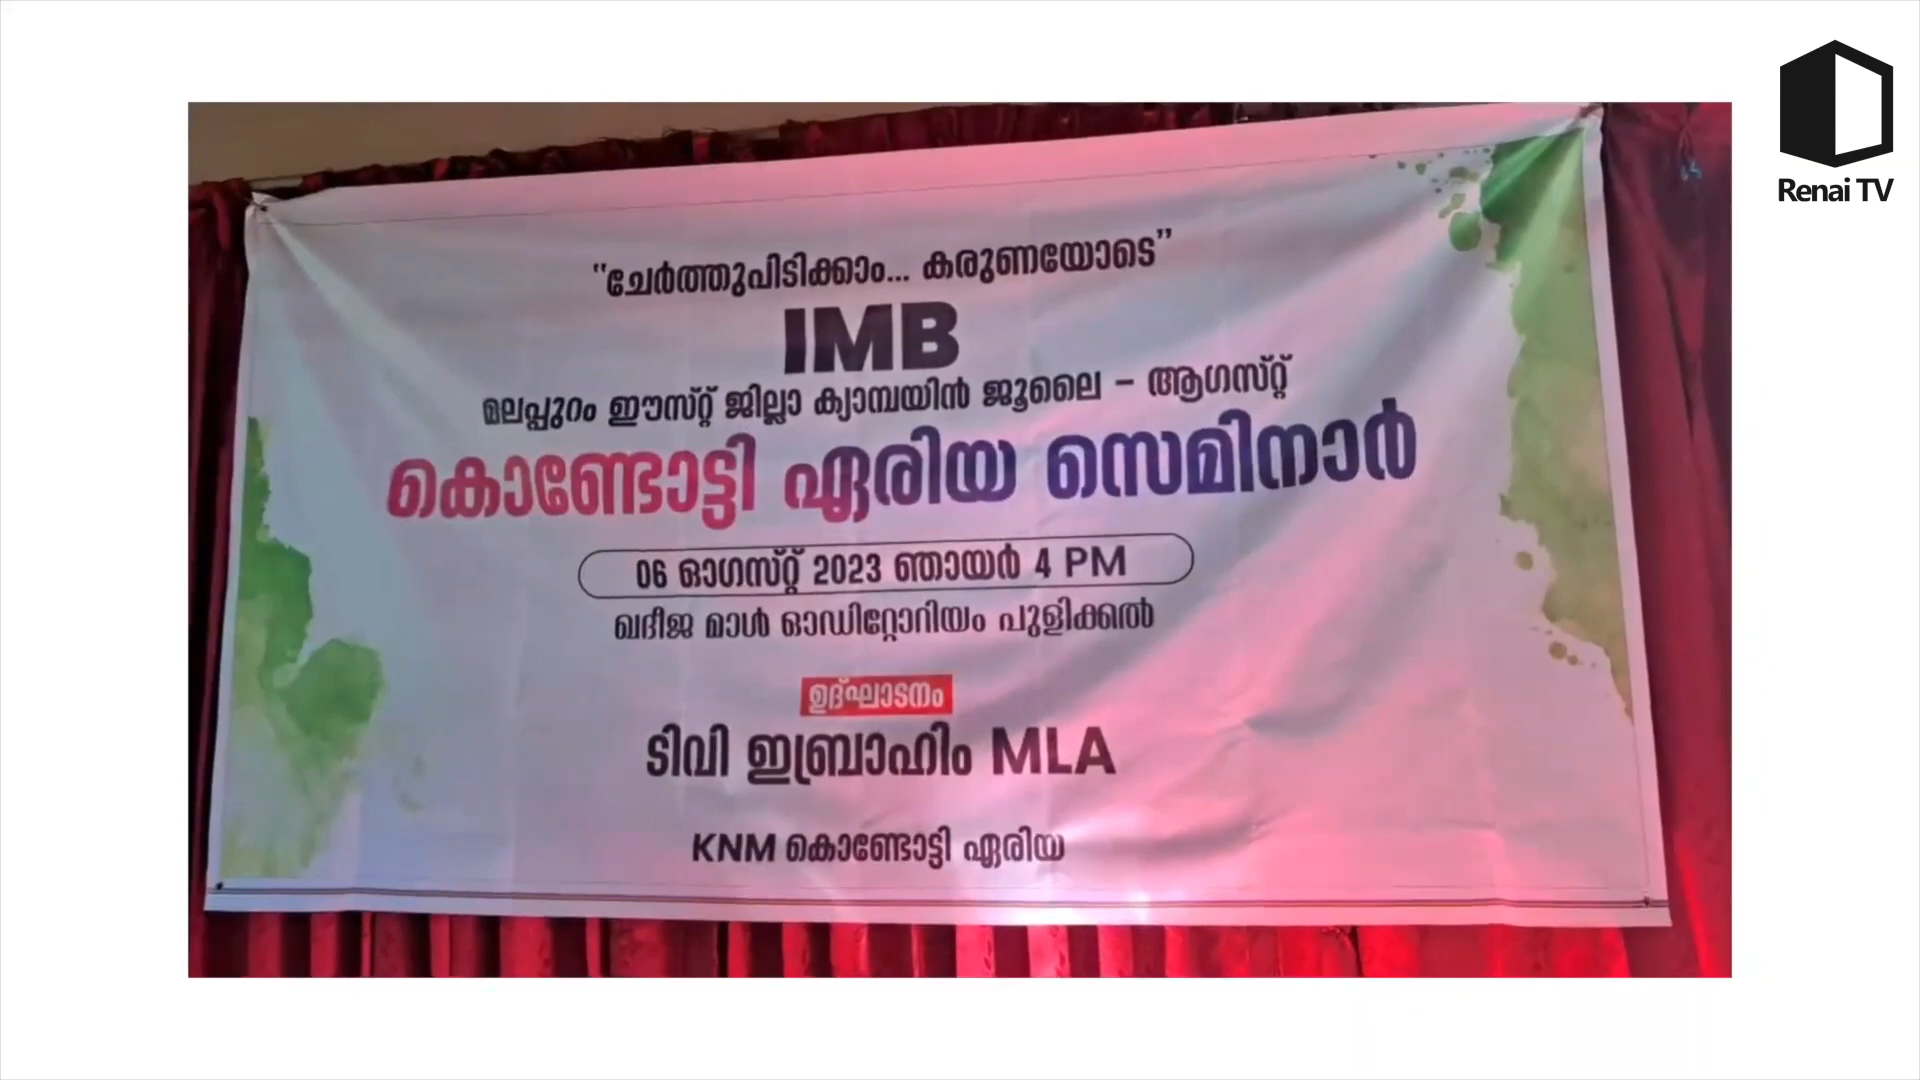 "ചേർത്തുപിടിക്കാം... കരുണയോടെ"
IMB
മലപ്പുറം ഈസ്റ്റ് ജില്ലാ ക്യാമ്പയിൻ ജൂലൈ - ആഗസ്റ്റ്
കൊണ്ടോട്ടി ഏരിയ സെമിനാർ
06 ഓഗസ്റ്റ് 2023 ഞായർ 4 PM
ഖദീജ മാൾ ഓഡിറ്റോറിയം പുളിക്കൽ
ഉദ്ഘാടനം
ടിവി ഇബ്രാഹിം MLA
KNM കൊണ്ടോട്ടി ഏരിയ
Renai TV